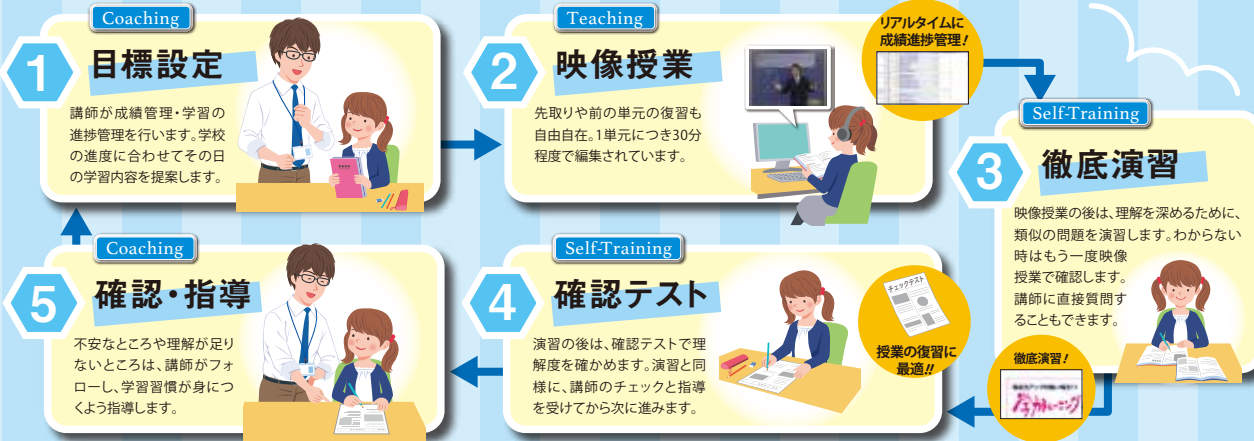 Coaching
1
目標設定
講師が成績管理・学習の
進捗管理を行います。学校
の進度に合わせてその日
の学習内容を提案します。
Teaching
2
映像授業
先取りや前の単元の復習も
自由自在。1単元につき30分
程度で編集されています。
リアルタイムに
成績進捗管理!
Self-Training
3
徹底演習
映像授業の後は、理解を深めるために、
類似の問題を演習します。わからない
時はもう一度映像
授業で確認します。
講師に直接質問す
ることもできます。
徹底演習!
Self-Training
4
確認テスト
演習の後は、確認テストで理
解度を確かめます。演習と同
様に、講師のチェックと指導
を受けてから次に進みます。
チェックテスト
授業の復習に
最適!!
Coaching
5
確認・指導
不安なところや理解が足り
ないところは、講師がフォ
ローし、学習習慣が身につ
くよう指導します。